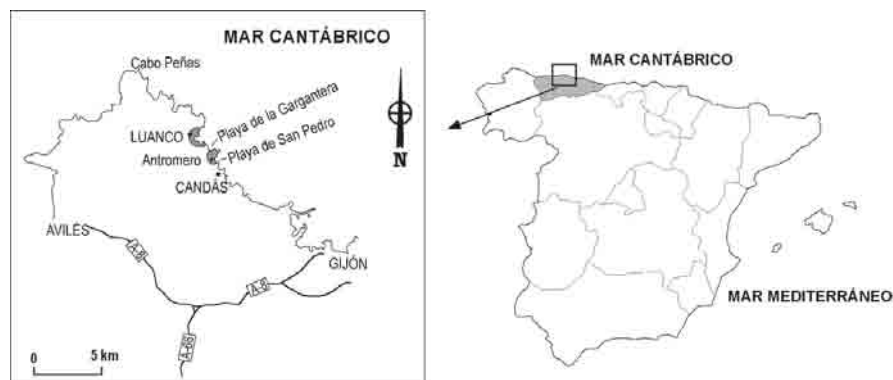 MAR CANTÁBRICO
Cabo Peñas
Playa de la Gargantera
LUANCO
Playa de San Pedro
Antromero
CANDÁS
N
AVILÉS
A-8
GIJÓN
A-8
A-66
0 5 km
MAR CANTÁBRICO
MAR MEDITERRÁNEO